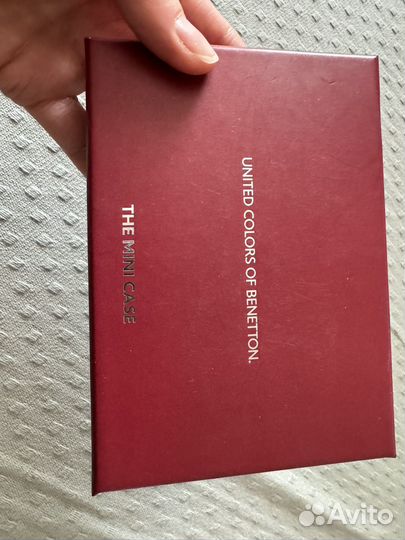 UNITED COLORS OF BENETTON.
THE MINI CASE
Avito